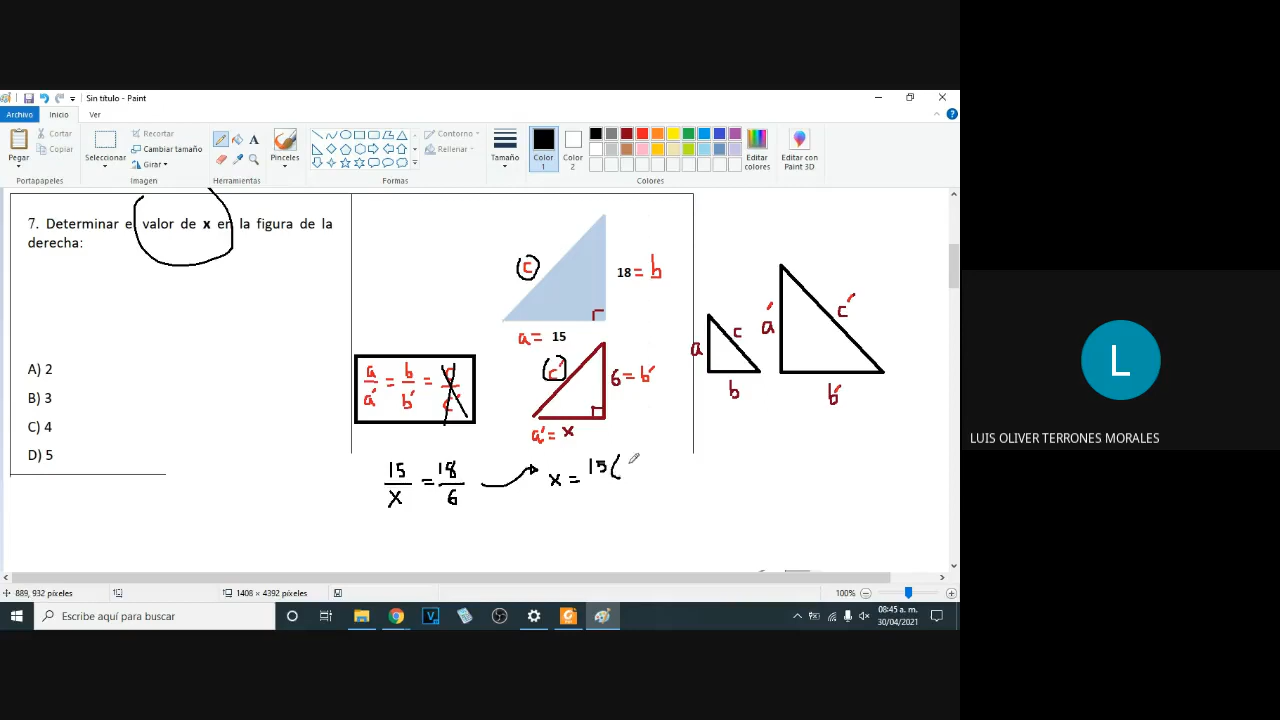 Sin título - Paint
Archivo Inicio Ver
Pegar
Cortar
Copiar
Portapapeles
Seleccionar
Recortar
Cambiar tamaño
Girar
Imagen
A
Herramientas
Pinceles
Contorno
Rellenar
Formas
Tamaño
Color 1
Color 2
Colores
Editar colores
Editar con Paint 3D
7. Determinar el valor de x en la figura de la
derecha:
A) 2
B) 3
C) 4
D) 5
c
18 = b
a = 15
c'
6 = b'
a' = x
a/a' = b/b' = c/c'
a c b
a' c' b'
15/x = 18/6
x = 15(
L
LUIS OLIVER TERRONES MORALES
889, 932 píxeles
1408 × 4392 píxeles
100%
Escribe aquí para buscar
08:45 a. m.
30/04/2021